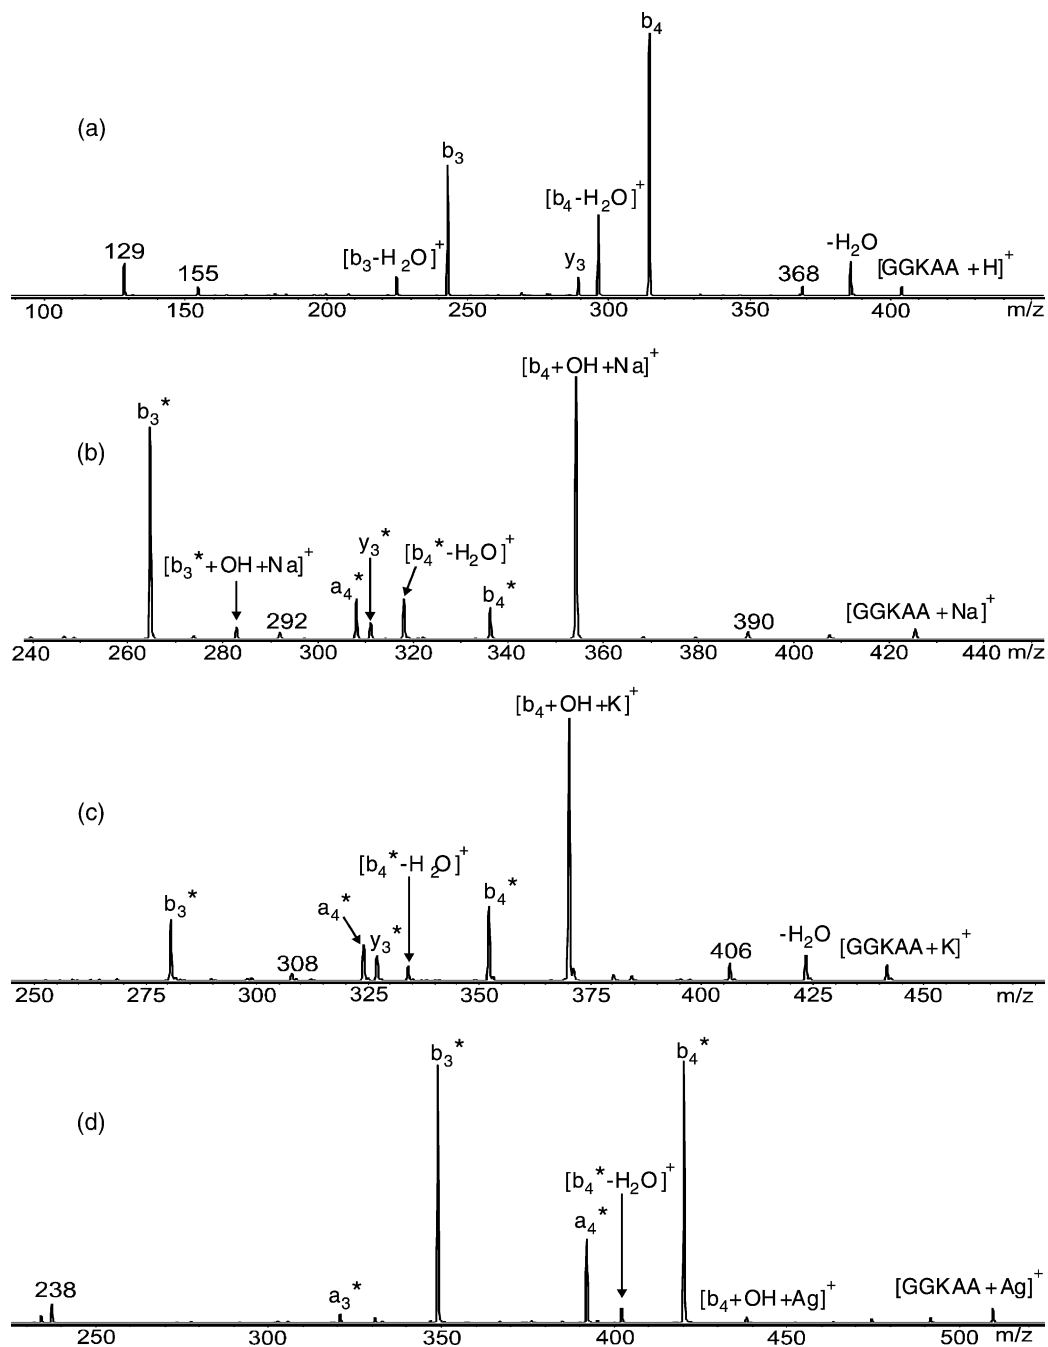 (a)
129
155
[b3-H2O]+
b3
y3
[b4-H2O]+
b4
368
-H2O
[GGKAA +H]+
100 150 200 250 300 350 400 m/z
(b)
b3*
[b3*+OH+Na]+
292
a4*
y3*
[b4*-H2O]+
b4*
[b4+OH+Na]+
390
[GGKAA +Na]+
240 260 280 300 320 340 360 380 400 420 440 m/z
(c)
b3*
308
a4*
y3*
[b4*-H2O]+
b4*
[b4+OH+K]+
406
-H2O
[GGKAA+K]+
250 275 300 325 350 375 400 425 450 m/z
(d)
238
a3*
b3*
a4*
[b4*-H2O]+
b4*
[b4+OH+Ag]+
[GGKAA+Ag]+
250 300 350 400 450 500 m/z